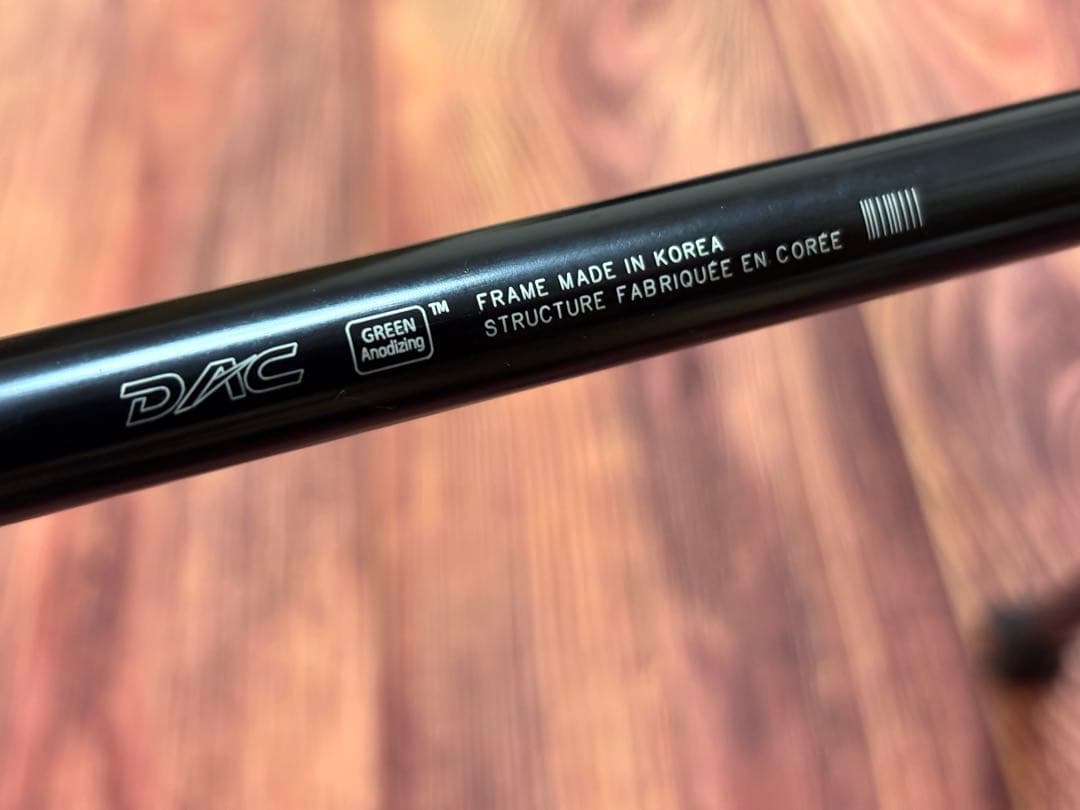 DAC
GREEN
Anodizing
™
FRAME MADE IN KOREA
STRUCTURE FABRIQUÉE EN CORÉE